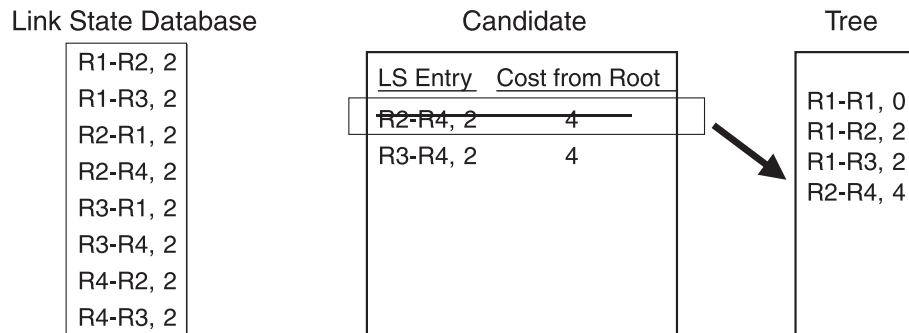 Link State Database
R1-R2, 2
R1-R3, 2
R2-R1, 2
R2-R4, 2
R3-R1, 2
R3-R4, 2
R4-R2, 2
R4-R3, 2
Candidate
LS Entry Cost from Root
R2-R4, 2 4
R3-R4, 2 4
Tree
R1-R1, 0
R1-R2, 2
R1-R3, 2
R2-R4, 4